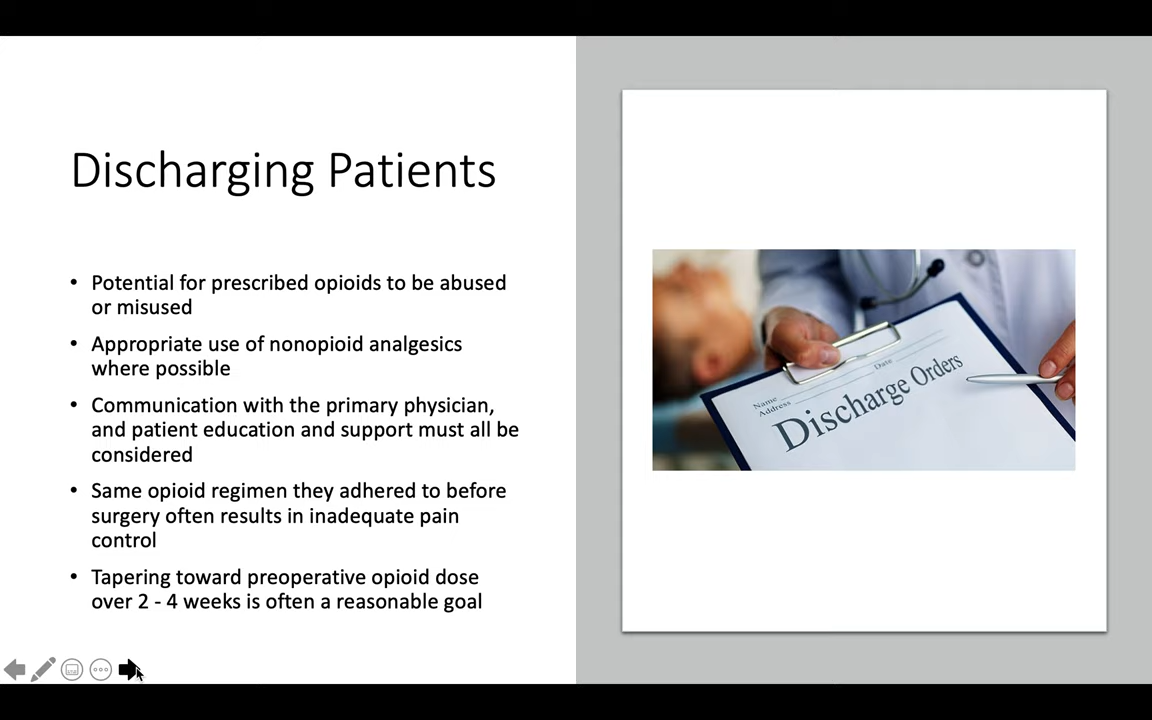 Discharging Patients
• Potential for prescribed opioids to be abused
or misused
• Appropriate use of nonopioid analgesics
where possible
• Communication with the primary physician,
and patient education and support must all be
considered
• Same opioid regimen they adhered to before
surgery often results in inadequate pain
control
• Tapering toward preoperative opioid dose
over 2 - 4 weeks is often a reasonable goal
Name
Date
Address
Discharge Orders